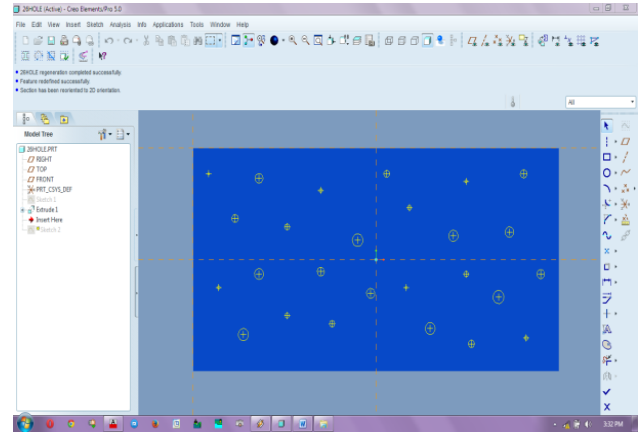 28HOLE (Active) - Creo Elements/Pro 5.0
File Edit View Insert Sketch Analysis Info Applications Tools Window Help
28HOLE regeneration completed successfully.
Feature redefined successfully.
Section has been reoriented to 2D orientation.
All
Model Tree
28HOLE.PRT
RIGHT
TOP
FRONT
PRT_CSYS_DEF
Sketch 1
Extrude 1
Insert Here
Sketch 2
3:32 PM